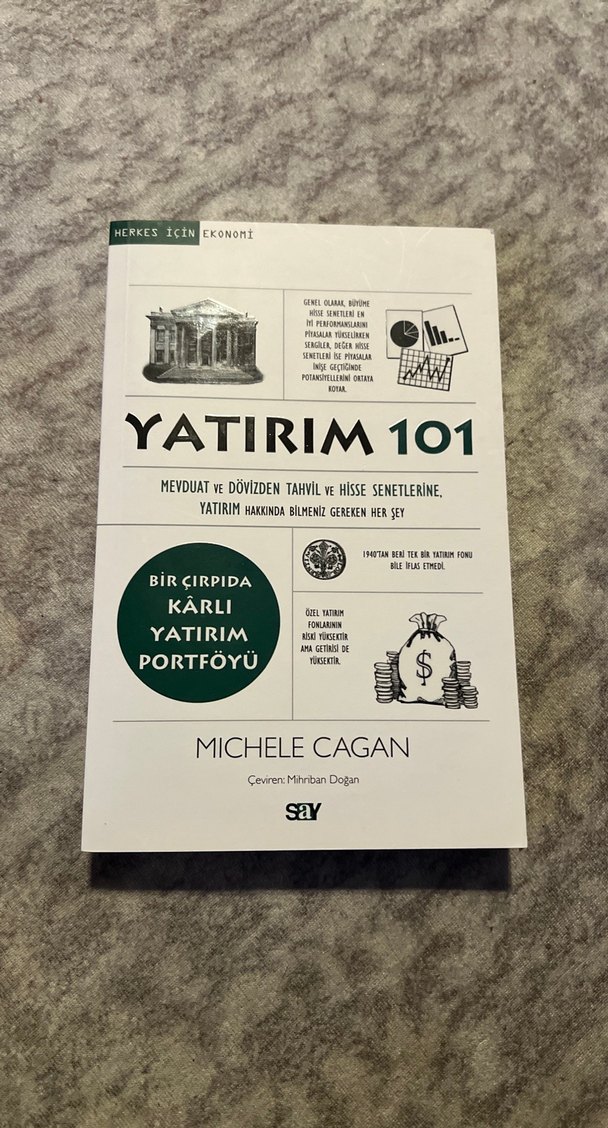 HERKES İÇİN EKONOMİ
GENEL OLARAK, BÜYÜME
HİSSE SENETLERİ EN
İYİ PERFORMANSLARINI
PİYASALAR YÜKSELİRKEN
SERGİLER, DEĞER HİSSE
SENETLERİ İSE PİYASALAR
İNİŞE GEÇTİĞİNDE
POTANSİYELLERİNİ ORTAYA
KOYAR.
YATIRIM 101
MEVDUAT VE DÖVİZDEN TAHVİL VE HİSSE SENETLERİNE,
YATIRIM HAKKINDA BİLMENİZ GEREKEN HER ŞEY
BİR ÇIRPIDA
KÂRLI
YATIRIM
PORTFÖYÜ
1940'TAN BERİ TEK BİR YATIRIM FONU
BİLE İFLAS ETMEDİ.
ÖZEL YATIRIM
FONLARININ
RİSKİ YÜKSEKTİR
AMA GETİRİSİ DE
YÜKSEKTİR.
$
MICHELE CAGAN
Çeviren: Mihriban Doğan
say